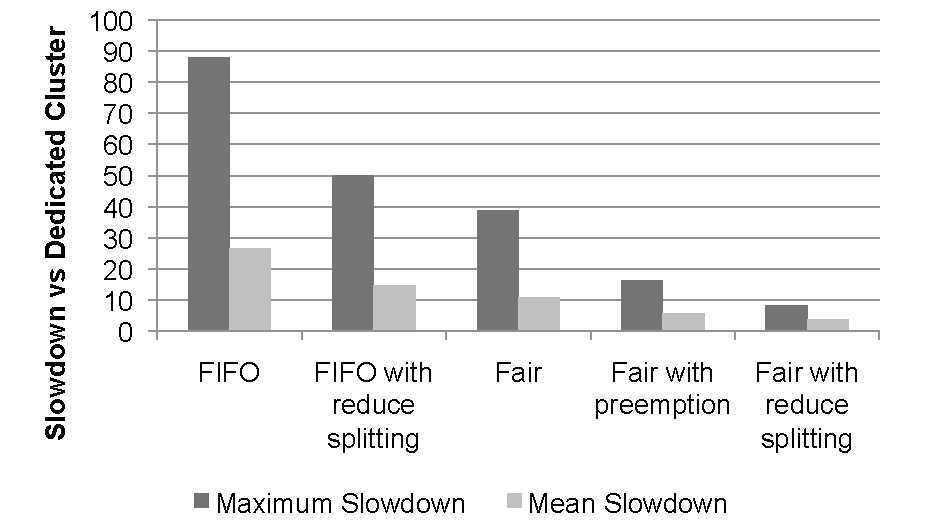 Slowdown vs Dedicated Cluster
100
90
80
70
60
50
40
30
20
10
0
FIFO
FIFO with
reduce
splitting
Fair
Fair with
preemption
Fair with
reduce
splitting
Maximum Slowdown
Mean Slowdown